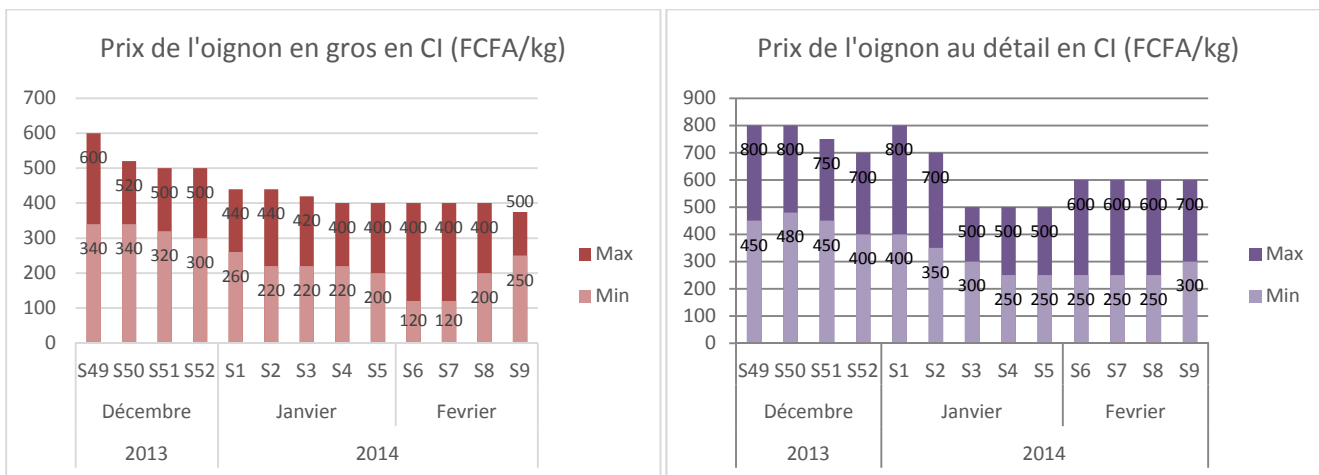 Prix de l'oignon en gros en CI (FCFA/kg)
700
600
500
400
300
200
100
0
600 520 500 500 440 440 420 400 400 400 400 400 500
340 340 320 300 260 220 220 220 200 120 120 200 250
Max
Min
S49 S50 S51 S52 S1 S2 S3 S4 S5 S6 S7 S8 S9
Décembre Janvier Fevrier
2013 2014
Prix de l'oignon au détail en CI (FCFA/kg)
900
800
700
600
500
400
300
200
100
0
800 800 750 700 800 700 500 500 500 600 600 600 700
450 480 450 400 400 350 300 250 250 250 250 250 300
Max
Min
S49 S50 S51 S52 S1 S2 S3 S4 S5 S6 S7 S8 S9
Décembre Janvier Fevrier
2013 2014